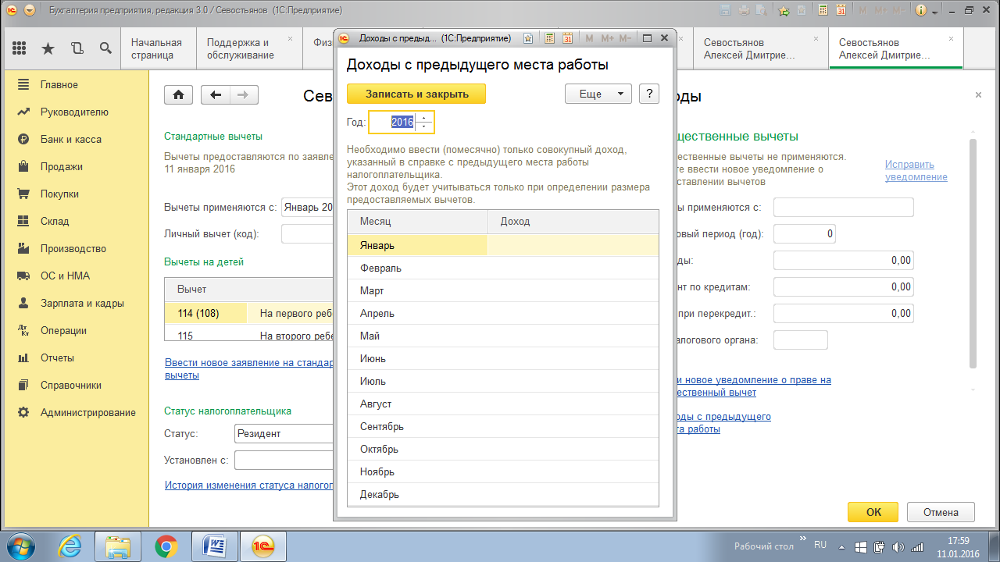 Бухгалтерия предприятия, редакция 3.0 / Севостьянов (1С:Предприятие)
M M+ M-
Начальная страница
Поддержка и обслуживание
Севостьянов Алексей Дмитрие...
Севостьянов Алексей Дмитрие...
Главное
Руководителю
Банк и касса
Продажи
Покупки
Склад
Производство
ОС и НМА
Зарплата и кадры
Операции
Отчеты
Справочники
Администрирование
Стандартные вычеты
Вычеты предоставляются по заявле
11 января 2016
Вычеты применяются с: Январь 20
Личный вычет (код):
Вычеты на детей
Вычет
114 (108) На первого реб
115 На второго ребе
Ввести новое заявление на стандар
вычеты
Статус налогоплательщика
Статус: Резидент
Установлен с:
История изменения статуса налогоп
Доходы с предыд... (1С:Предприятие) M M+ M-
Доходы с предыдущего места работы
Записать и закрыть Еще ?
Год: 2016
Необходимо ввести (помесячно) только совокупный доход,
указанный в справке с предыдущего места работы
налогоплательщика.
Этот доход будет учитываться только при определении размера
предоставляемых вычетов.
Месяц Доход
Январь
Февраль
Март
Апрель
Май
Июнь
Июль
Август
Сентябрь
Октябрь
Ноябрь
Декабрь
ды
щественные вычеты
ественные вычеты не применяются.
те ввести новое уведомление о
ставлении вычетов
Исправить
уведомление
ы применяются с:
овый период (год): 0
ды: 0,00
нт по кредитам: 0,00
при перекредит.: 0,00
алогового органа:
и новое уведомление о праве на
ественный вычет
оды с предыдущего
та работы
ОК Отмена
Рабочий стол » RU
17:59
11.01.2016